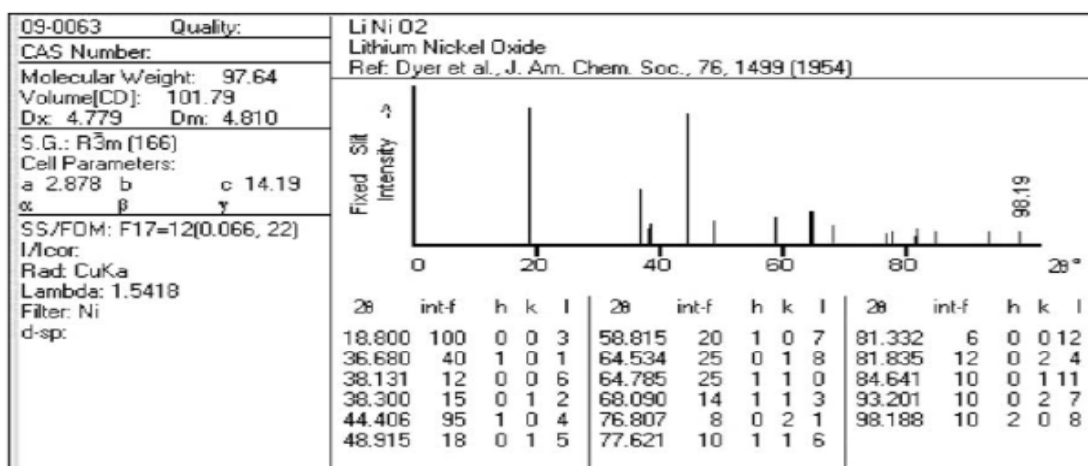 09-0063 Quality:
CAS Number:
Molecular Weight: 97.64
Volume[CD]: 101.79
Dx: 4.779 Dm: 4.810
S.G.: R3̄m (166)
Cell Parameters:
a 2.878 b c 14.19
α β γ
SS/FOM: F17=12(0.066, 22)
I/Icor:
Rad: CuKa
Lambda: 1.5418
Filter: Ni
d-sp:
Li Ni O2
Lithium Nickel Oxide
Ref: Dyer et al., J. Am. Chem. Soc., 76, 1499 (1954)
Fixed Slit
Intensity ->
98.19
0 20 40 60 80 2θ°
2θ int-f h k l
18.800 100 0 0 3
36.680 40 1 0 1
38.131 12 0 0 6
38.300 15 0 1 2
44.406 95 1 0 4
48.915 18 0 1 5
2θ int-f h k l
58.815 20 1 0 7
64.534 25 0 1 8
64.785 25 1 1 0
68.090 14 1 1 3
76.807 8 0 2 1
77.621 10 1 1 6
2θ int-f h k l
81.332 6 0 0 12
81.835 12 0 2 4
84.641 10 0 1 11
93.201 10 0 2 7
98.188 10 2 0 8